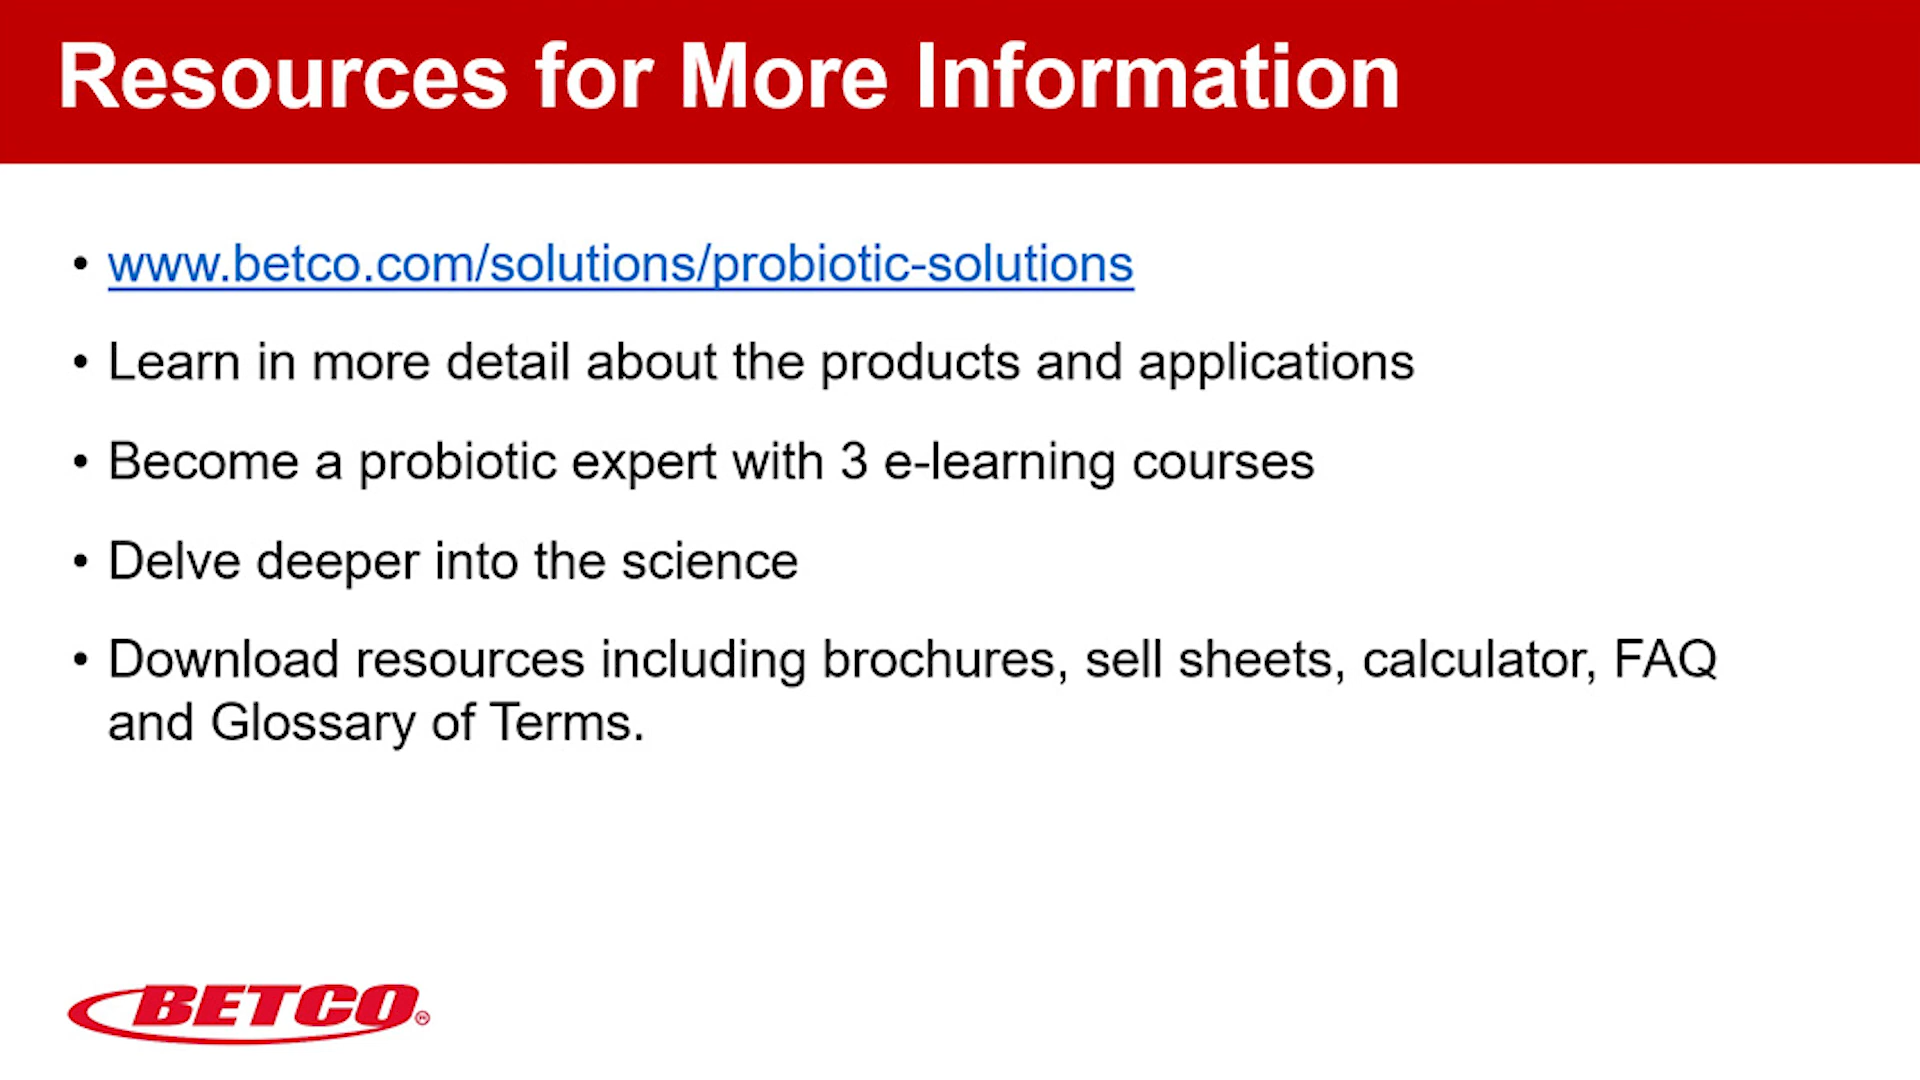 Resources for More Information
• www.betco.com/solutions/probiotic-solutions
• Learn in more detail about the products and applications
• Become a probiotic expert with 3 e-learning courses
• Delve deeper into the science
• Download resources including brochures, sell sheets, calculator, FAQ
and Glossary of Terms.
BETCO®